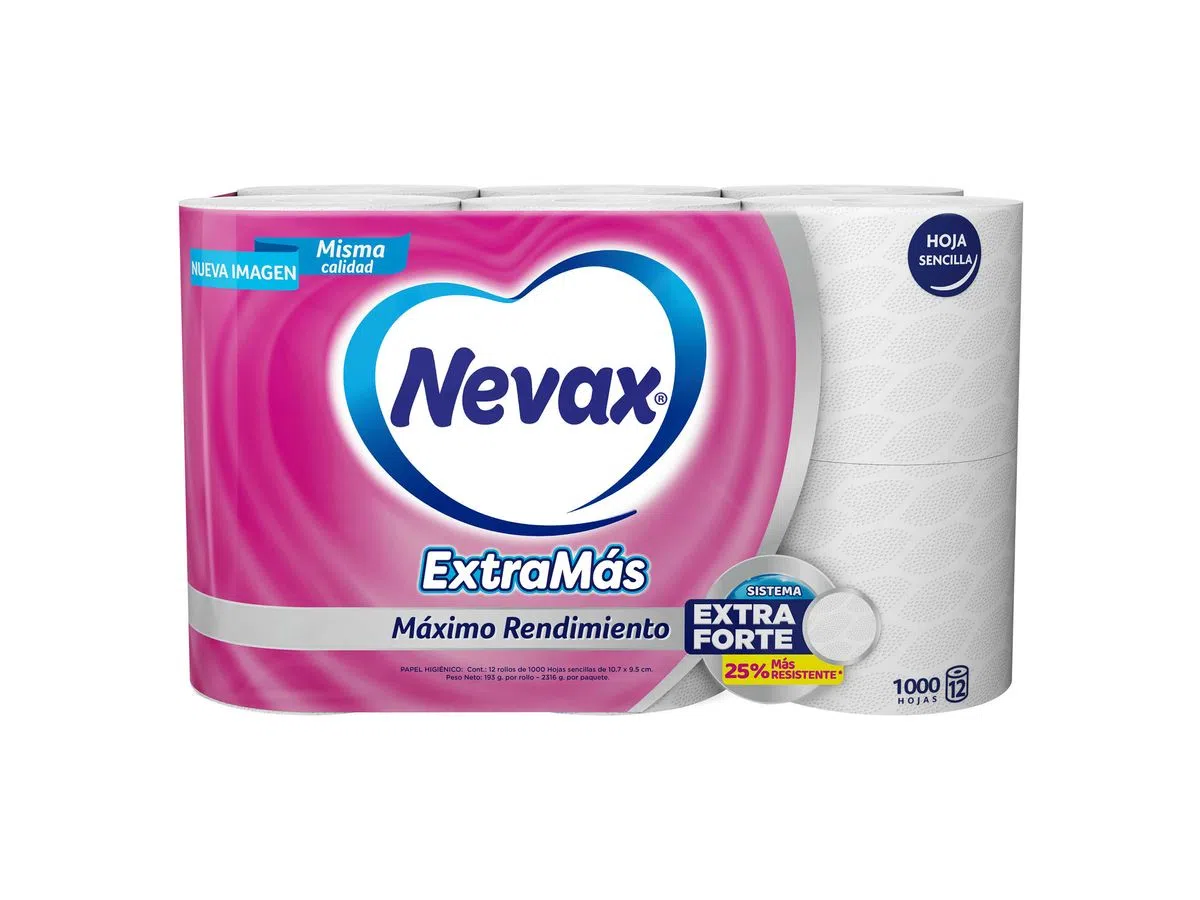 NUEVA IMAGEN
Misma
calidad
HOJA
SENCILLA
Nevax®
ExtraMás
Máximo Rendimiento
SISTEMA
EXTRA
FORTE
25% Más
RESISTENTE*
PAPEL HIGIÉNICO: Cont.: 12 rollos de 1000 Hojas sencillas de 10.7 x 9.5 cm.
Peso Neto: 193 g. por rollo – 2316 g. por paquete.
1000
HOJAS
12